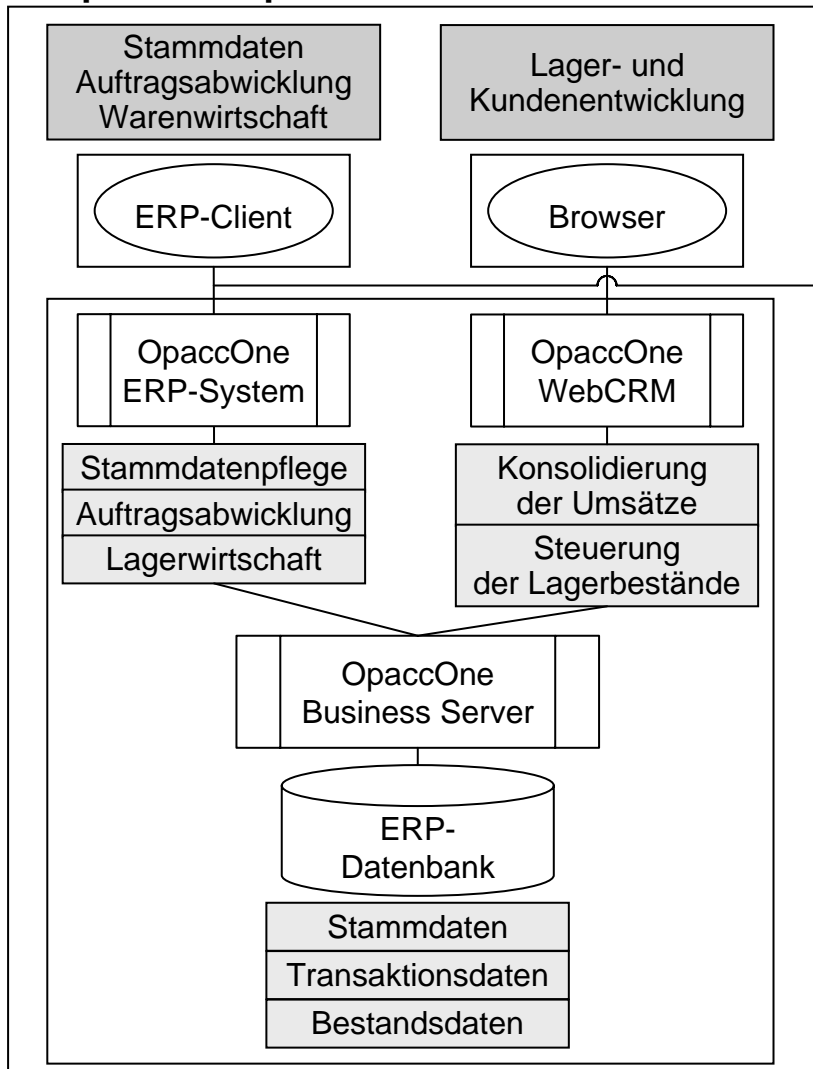 Stammdaten
Auftragsabwicklung
Warenwirtschaft
Lager- und
Kundenentwicklung
ERP-Client
Browser
OpaccOne
ERP-System
OpaccOne
WebCRM
Stammdatenpflege
Auftragsabwicklung
Lagerwirtschaft
Konsolidierung
der Umsätze
Steuerung
der Lagerbestände
OpaccOne
Business Server
ERP-
Datenbank
Stammdaten
Transaktionsdaten
Bestandsdaten